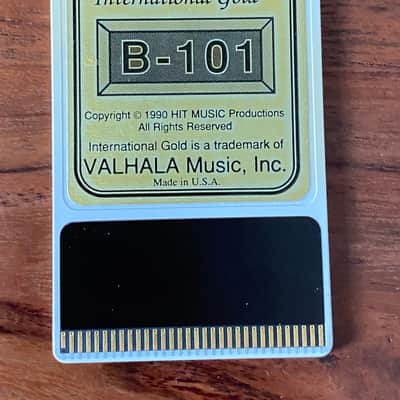 International Gold
B-101
Copyright © 1990 HIT MUSIC Productions
All Rights Reserved
International Gold is a trademark of
VALHALA Music, Inc.
Made in U.S.A.